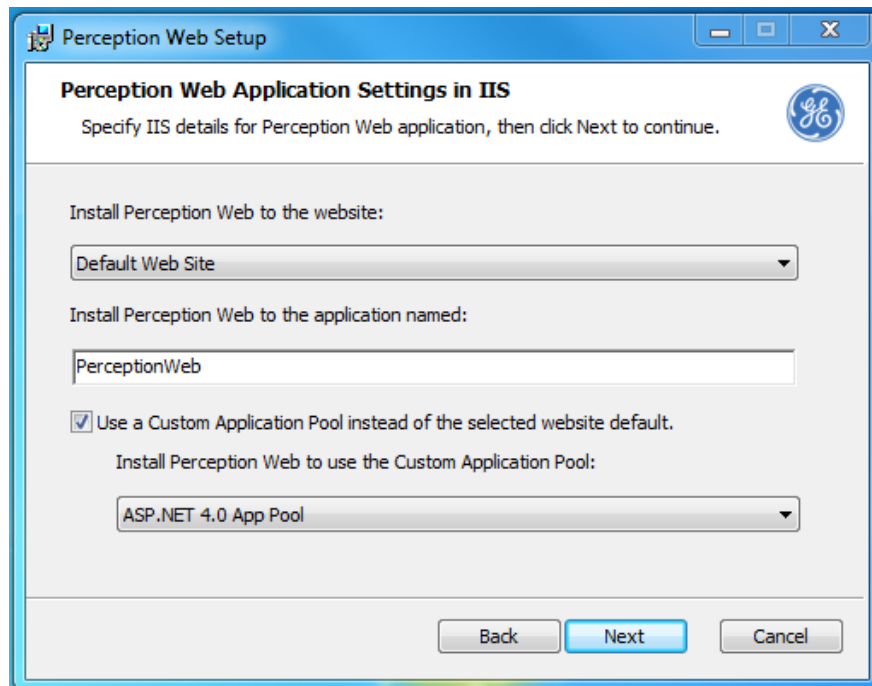 Perception Web Setup
Perception Web Application Settings in IIS
Specify IIS details for Perception Web application, then click Next to continue.
Install Perception Web to the website:
Default Web Site
Install Perception Web to the application named:
PerceptionWeb
Use a Custom Application Pool instead of the selected website default.
Install Perception Web to use the Custom Application Pool:
ASP.NET 4.0 App Pool
Back Next Cancel